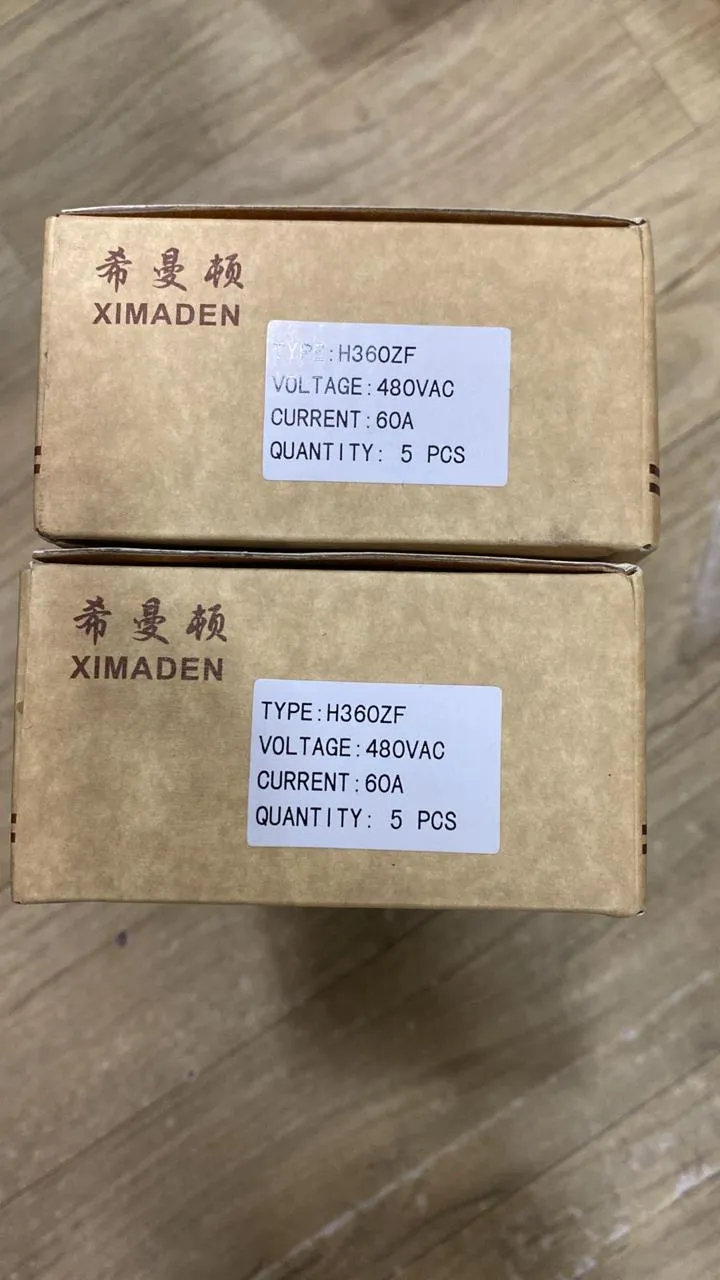 希曼顿
XIMADEN
TYPE:H360ZF
VOLTAGE:480VAC
CURRENT:60A
QUANTITY: 5 PCS
希曼顿
XIMADEN
TYPE:H360ZF
VOLTAGE:480VAC
CURRENT:60A
QUANTITY: 5 PCS